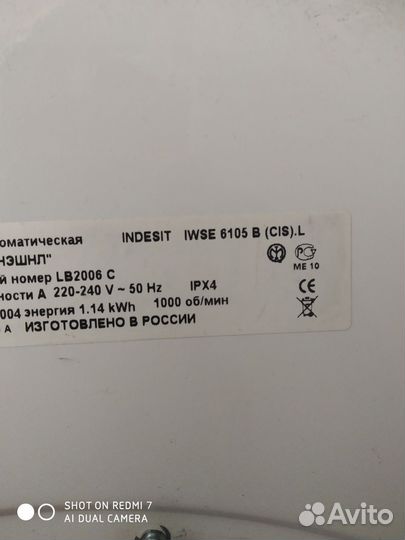 оматическая INDESIT IWSE 6105 B (CIS).L
НЭШНЛ"
й номер LB2006 C
ности A 220-240 V ~ 50 Hz IPX4
ME 10
004 энергия 1.14 kWh 1000 об/мин
А ИЗГОТОВЛЕНО В РОССИИ
CE
SHOT ON REDMI 7
AI DUAL CAMERA
Avito